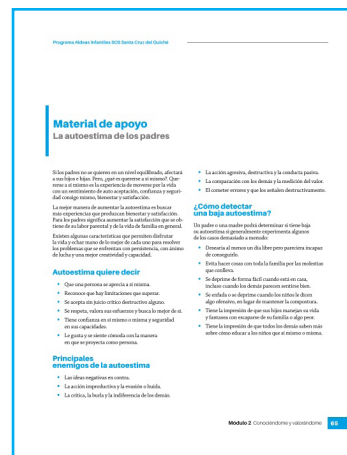 Programa Aldeas Infantiles SOS Santa Cruz del Quiché
Material de apoyo
La autoestima de los padres
Si los padres no se quieren en un nivel equilibrado, afectará
a sus hijos e hijas. Pero, ¿qué es quererse a sí mismo? Que-
rerse a sí mismo es la experiencia de moverse por la vida
con un sentimiento de auto aceptación, confianza y seguri-
dad consigo mismo, bienestar y satisfacción.
La mejor manera de aumentar la autoestima es buscar
más experiencias que produzcan bienestar y satisfacción.
Para los padres significa aumentar la satisfacción que se ob-
tiene de su labor parental y de la vida de familia en general.
Existen algunas características que permiten disfrutar
la vida y echar mano de lo mejor de cada uno para resolver
los problemas que se enfrentan con persistencia, con ánimo
de lucha y una mejor creatividad y capacidad.
Autoestima quiere decir
• Que una persona se aprecia a sí misma.
• Reconoce que hay limitaciones que superar.
• Se acepta sin juicio crítico destructivo alguno.
• Se respeta, valora sus esfuerzos y busca lo mejor de sí.
• Tiene confianza en sí mismo o misma y seguridad
en sus capacidades.
• Le gusta y se siente cómoda con la manera
en que se proyecta como persona.
Principales
enemigos de la autoestima
• Las ideas negativas en contra.
• La acción improductiva y la evasión o huida.
• La crítica, la burla y la indiferencia de los demás.
• La acción agresiva, destructiva y la conducta pasiva.
• La comparación con los demás y la medición del valor.
• El cometer errores y que los señalen destructivamente.
¿Cómo detectar
una baja autoestima?
Un padre o una madre podrá determinar si tiene baja
su autoestima si generalmente experimenta algunos
de los casos demasiado a menudo:
• Desearía al menos un día libre pero pareciera incapaz
de conseguirlo.
• Evita hacer cosas con toda la familia por las molestias
que conlleva.
• Se deprime de forma fácil cuando está en casa,
incluso cuando los demás parecen sentirse bien.
• Se enfada o se deprime cuando los niños le dicen
algo ofensivo, en lugar de mantener la compostura.
• Tiene la impresión de que sus hijos manejan su vida
y fantasea con escaparse de su familia o algo peor.
• Tiene la impresión de que todos los demás saben más
sobre cómo educar a los niños que sí mismo o misma.
Módulo 2 Conociéndome y valorándome 65